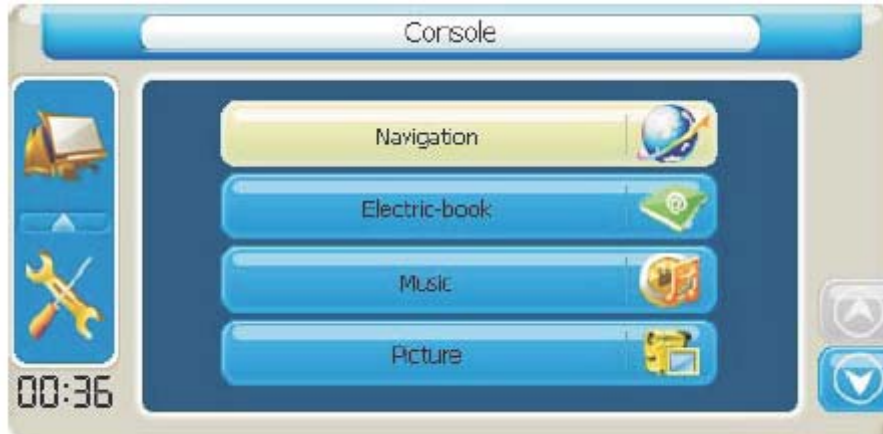 Console
Navigation
Electric-book
Music
Picture
00:36